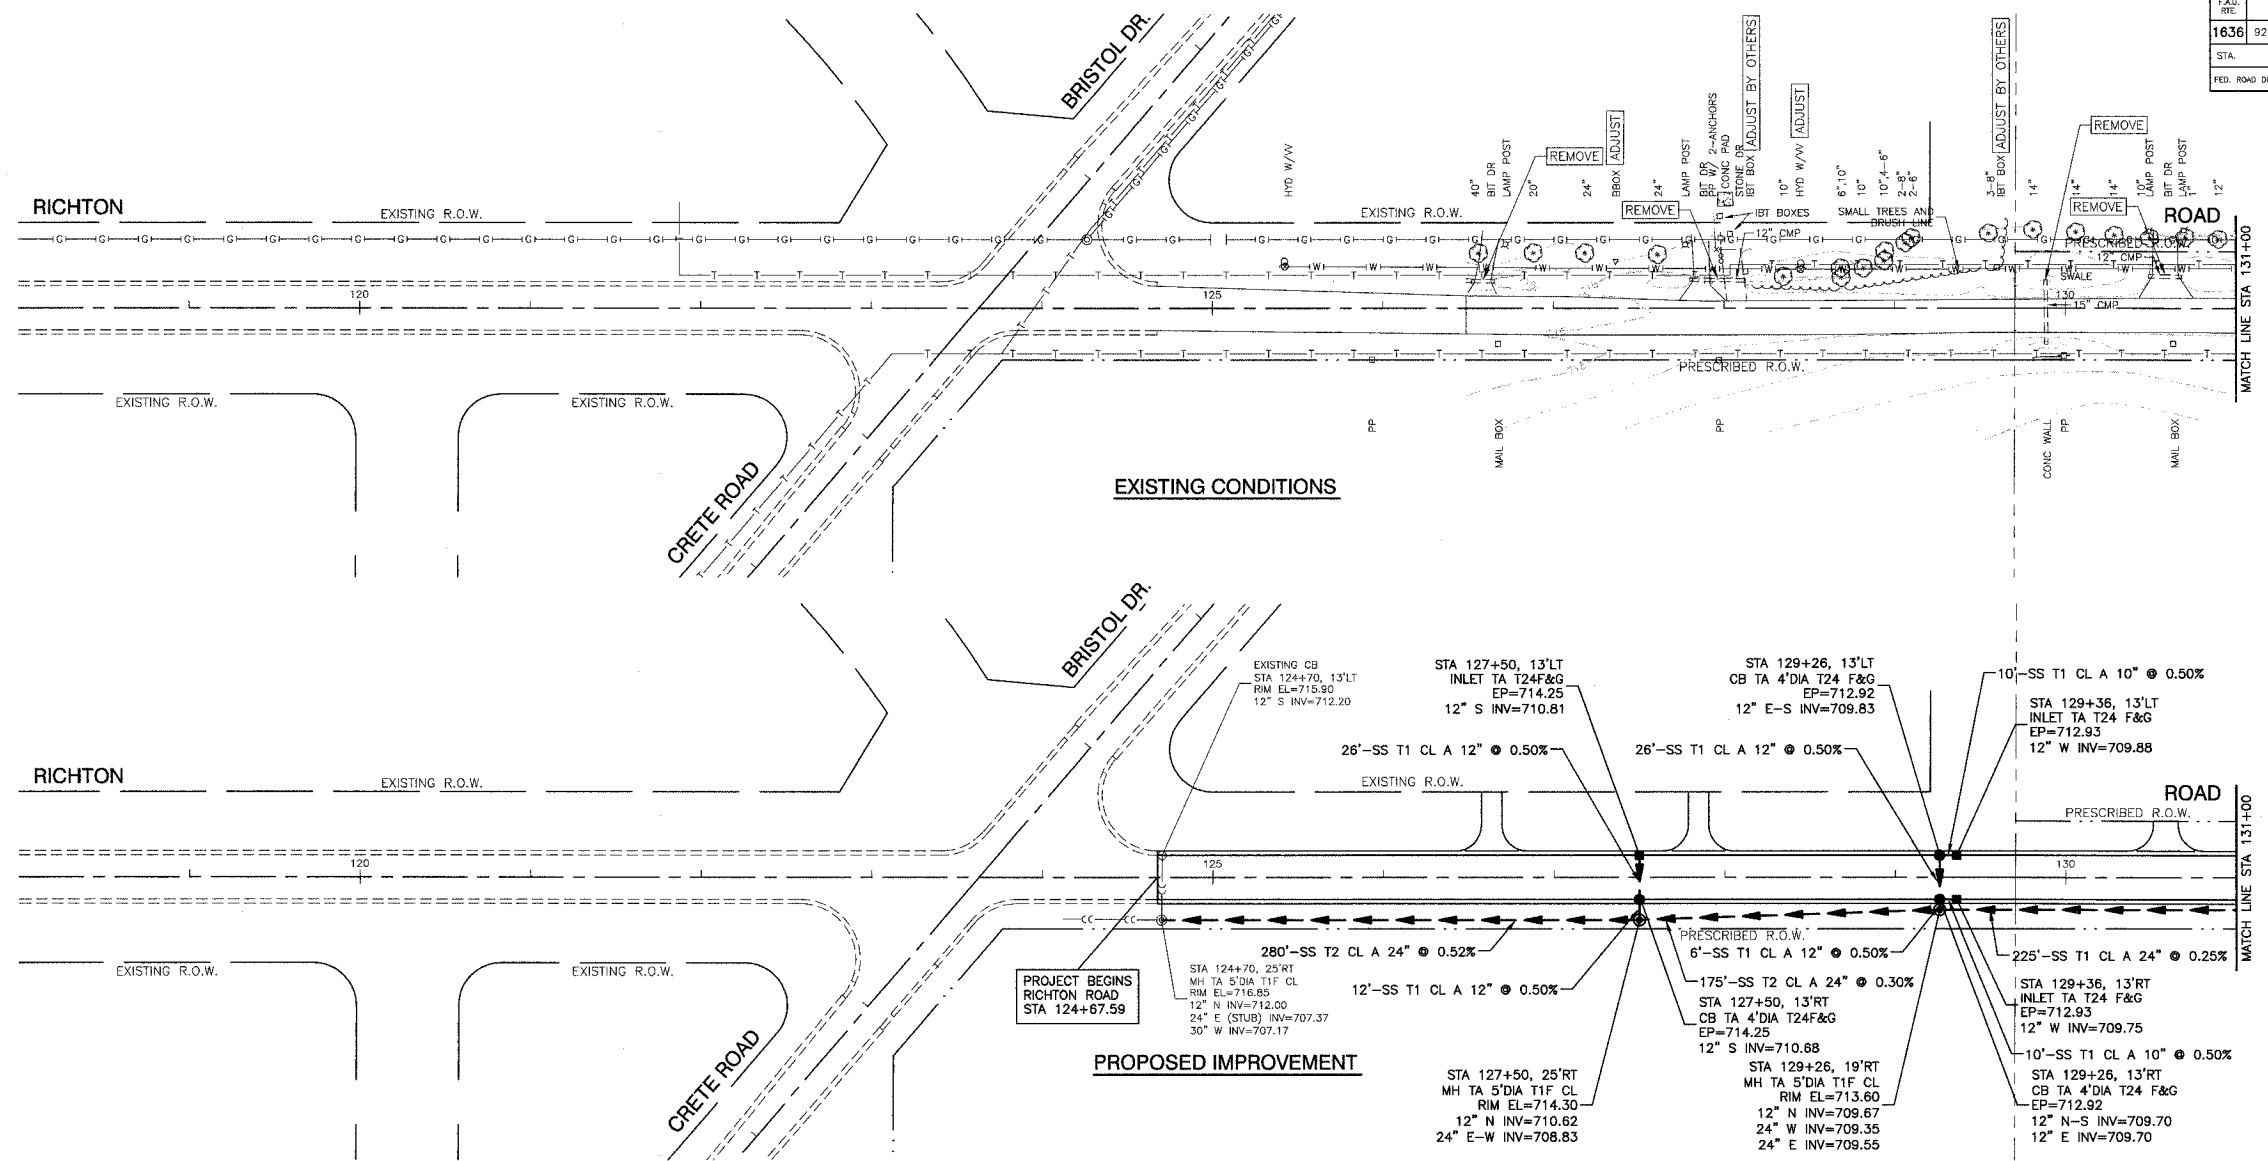 F.A.U.
RTE.
1636 92
STA.
FED. ROAD DI
BRISTOL DR.
RICHTON
EXISTING R.O.W.
HYD W/VV
EXISTING R.O.W.
40"
BIT DR
LAMP POST
REMOVE
20"
24"
BBOX ADJUST
24"
LAMP POST
BIT DR
PP W/ 2-ANCHORS
CONC PAD
STONE DR
IBT BOX ADJUST BY OTHERS
10"
HYD W/VV ADJUST
6",10"
10"
10",4-6"
2-8"
2-6"
3-8"
IBT BOX ADJUST BY OTHERS
14"
14"
14"
REMOVE
10"
LAMP POST
BIT DR
LAMP POST
1"
12"
REMOVE
IBT BOXES
12" CMP
SMALL TREES AND
BRUSH LINE
REMOVE
ROAD
PRESCRIBED R.O.W.
12" CMP
SWALE
15" CMP
120
125
130
MATCH LINE STA 131+00
PRESCRIBED R.O.W.
EXISTING R.O.W.
EXISTING R.O.W.
PP
MAIL BOX
PP
CONC WALL
PP
MAIL BOX
CRETE ROAD
EXISTING CONDITIONS
BRISTOL DR.
EXISTING CB
STA 124+70, 13'LT
RIM EL=715.90
12" S INV=712.20
STA 127+50, 13'LT
INLET TA T24F&G
EP=714.25
12" S INV=710.81
STA 129+26, 13'LT
CB TA 4'DIA T24 F&G
EP=712.92
12" E-S INV=709.83
10'-SS T1 CL A 10" @ 0.50%
STA 129+36, 13'LT
INLET TA T24 F&G
EP=712.93
12" W INV=709.88
26'-SS T1 CL A 12" @ 0.50%
26'-SS T1 CL A 12" @ 0.50%
RICHTON
EXISTING R.O.W.
EXISTING R.O.W.
ROAD
PRESCRIBED R.O.W.
120
125
130
MATCH LINE STA 131+00
PRESCRIBED R.O.W.
280'-SS T2 CL A 24" @ 0.52%
6'-SS T1 CL A 12" @ 0.50%
225'-SS T1 CL A 24" @ 0.25%
EXISTING R.O.W.
EXISTING R.O.W.
PROJECT BEGINS
RICHTON ROAD
STA 124+67.59
STA 124+70, 25'RT
MH TA 5'DIA T1F CL
RIM EL=716.85
12" N INV=712.00
24" E (STUB) INV=707.37
30" W INV=707.17
12'-SS T1 CL A 12" @ 0.50%
175'-SS T2 CL A 24" @ 0.30%
STA 127+50, 13'RT
CB TA 4'DIA T24F&G
EP=714.25
12" S INV=710.68
STA 129+36, 13'RT
INLET TA T24 F&G
EP=712.93
12" W INV=709.75
10'-SS T1 CL A 10" @ 0.50%
CRETE ROAD
PROPOSED IMPROVEMENT
STA 127+50, 25'RT
MH TA 5'DIA T1F CL
RIM EL=714.30
12" N INV=710.62
24" E-W INV=708.83
STA 129+26, 19'RT
MH TA 5'DIA T1F CL
RIM EL=713.60
12" N INV=709.67
24" W INV=709.35
24" E INV=709.55
STA 129+26, 13'RT
CB TA 4'DIA T24 F&G
EP=712.92
12" N-S INV=709.70
12" E INV=709.70